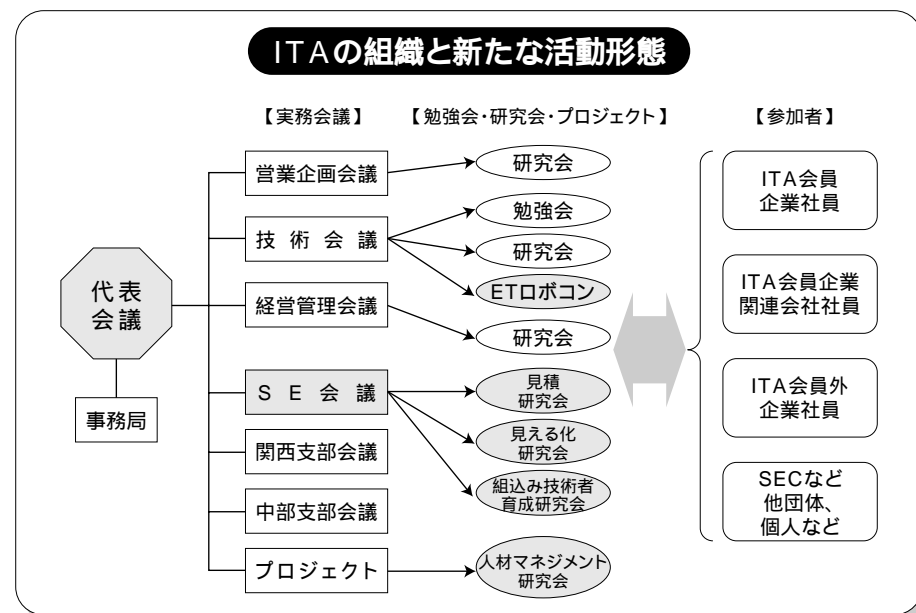 ITAの組織と新たな活動形態
【実務会議】
【勉強会・研究会・プロジェクト】
【参加者】
代表
会議
事務局
営業企画会議
技術会議
経営管理会議
SE会議
関西支部会議
中部支部会議
プロジェクト
研究会
勉強会
研究会
ETロボコン
研究会
見積
研究会
見える化
研究会
組込み技術者
育成研究会
人材マネジメント
研究会
ITA会員
企業社員
ITA会員企業
関連会社社員
ITA会員外
企業社員
SECなど
他団体、
個人など